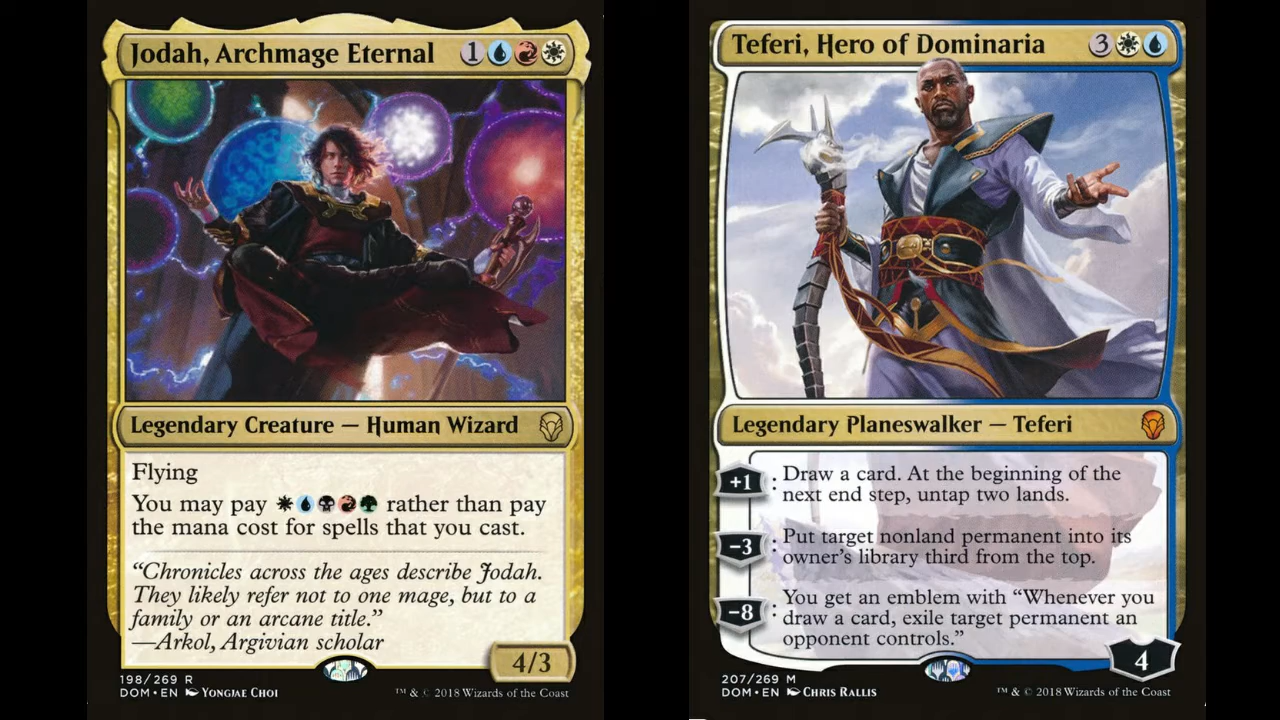 Jodah, Archmage Eternal 1
Legendary Creature — Human Wizard
Flying
You may pay rather than pay
the mana cost for spells that you cast.
“Chronicles across the ages describe Jodah.
They likely refer not to one mage, but to a
family or an arcane title.”
—Arkol, Argivian scholar
4/3
198/269 R
DOM • EN Yongjae Choi
™ & © 2018 Wizards of the Coast
Teferi, Hero of Dominaria 3
Legendary Planeswalker — Teferi
+1 : Draw a card. At the beginning of the
next end step, untap two lands.
−3 : Put target nonland permanent into its
owner’s library third from the top.
−8 : You get an emblem with “Whenever you
draw a card, exile target permanent an
opponent controls.”
4
207/269 M
DOM • EN Chris Rallis
™ & © 2018 Wizards of the Coast